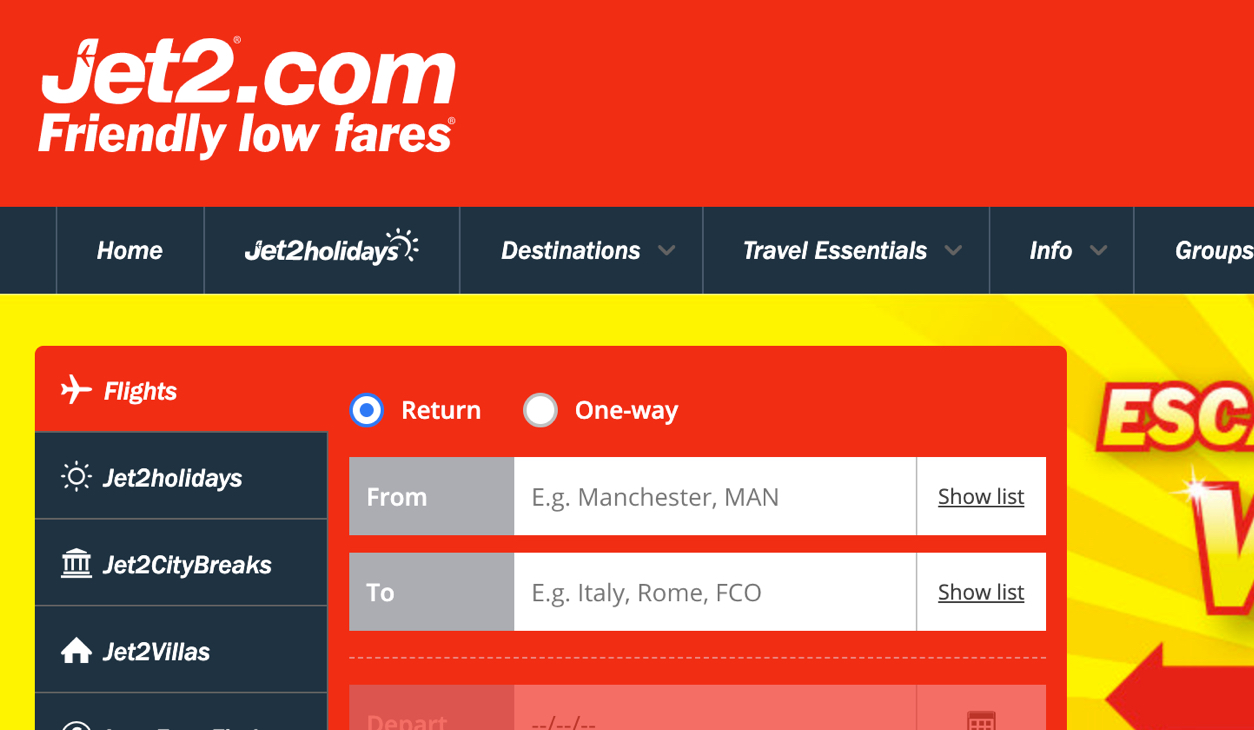 Jet2.com®
Friendly low fares®
Home Jet2holidays Destinations Travel Essentials Info Groups
Flights
Return One-way
Jet2holidays
From E.g. Manchester, MAN Show list
Jet2CityBreaks
To E.g. Italy, Rome, FCO Show list
Jet2Villas
Depart --/--/--